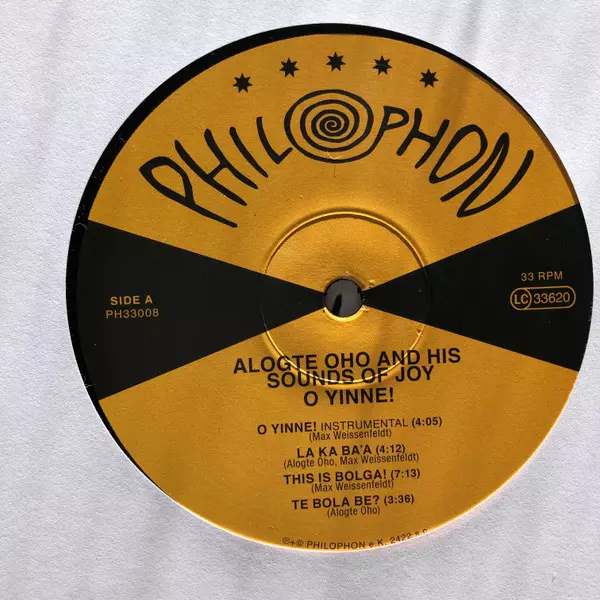 PHILOPHON
SIDE A
PH33008
33 RPM
LC 33620
ALOGTE OHO AND HIS
SOUNDS OF JOY
O YINNE!
O YINNE! INSTRUMENTAL (4:05)
(Max Weissenfeldt)
LA KA BA'A (4:12)
(Alogte Oho, Max Weissenfeldt)
THIS IS BOLGA! (7:13)
(Max Weissenfeldt)
TE BOLA BE? (3:36)
(Alogte Oho)
℗+© PHILOPHON e.K. 2422 a.c.